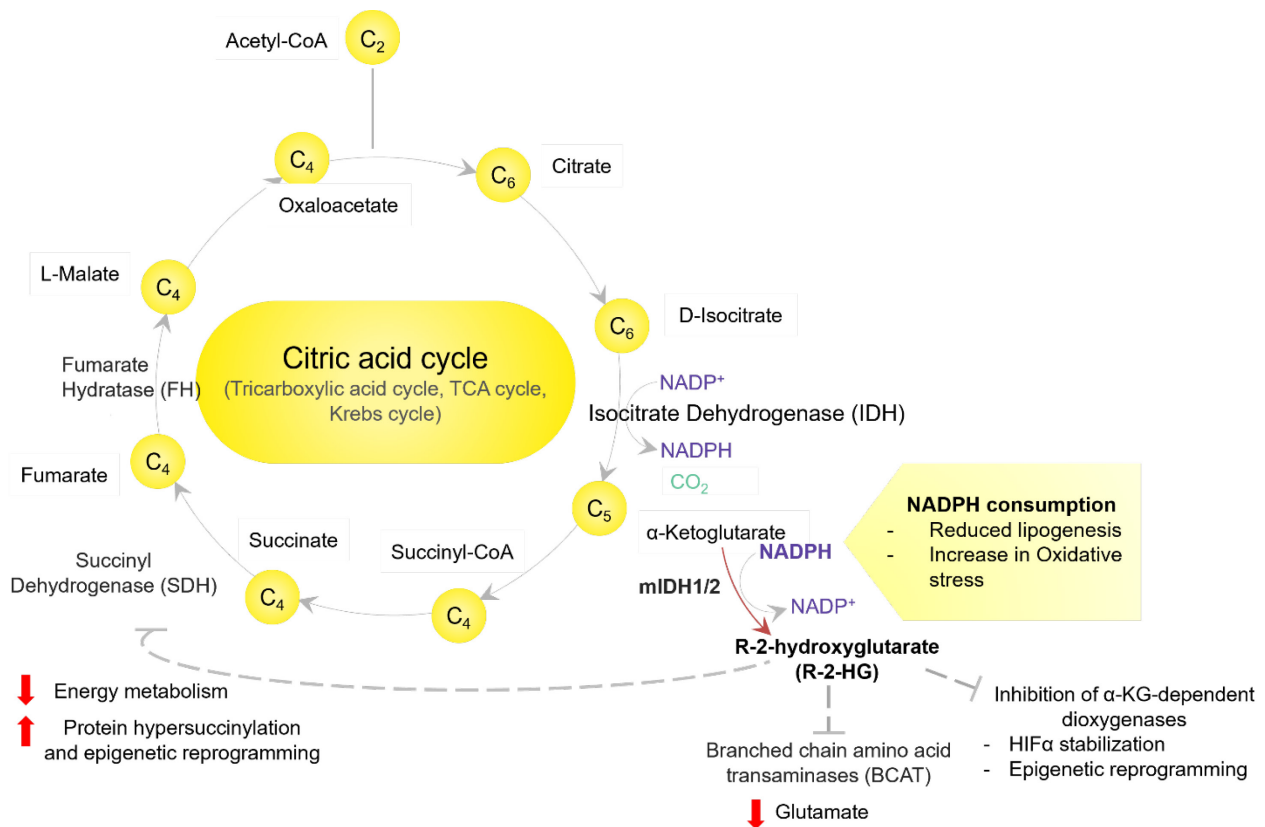 Acetyl-CoA
C₂
C₄
Oxaloacetate
C₆
Citrate
L-Malate
C₄
C₆
D-Isocitrate
Citric acid cycle
(Tricarboxylic acid cycle, TCA cycle,
Krebs cycle)
Fumarate
Hydratase (FH)
NADP⁺
Isocitrate Dehydrogenase (IDH)
NADPH
CO₂
Fumarate
C₄
C₅
α-Ketoglutarate
NADPH
mIDH1/2
NADP⁺
NADPH consumption
- Reduced lipogenesis
- Increase in Oxidative
stress
Succinate
Succinyl-CoA
Succinyl
Dehydrogenase (SDH)
C₄
C₄
R-2-hydroxyglutarate
(R-2-HG)
Energy metabolism
Protein hypersuccinylation
and epigenetic reprogramming
Inhibition of α-KG-dependent
dioxygenases
- HIFα stabilization
- Epigenetic reprogramming
Branched chain amino acid
transaminases (BCAT)
Glutamate